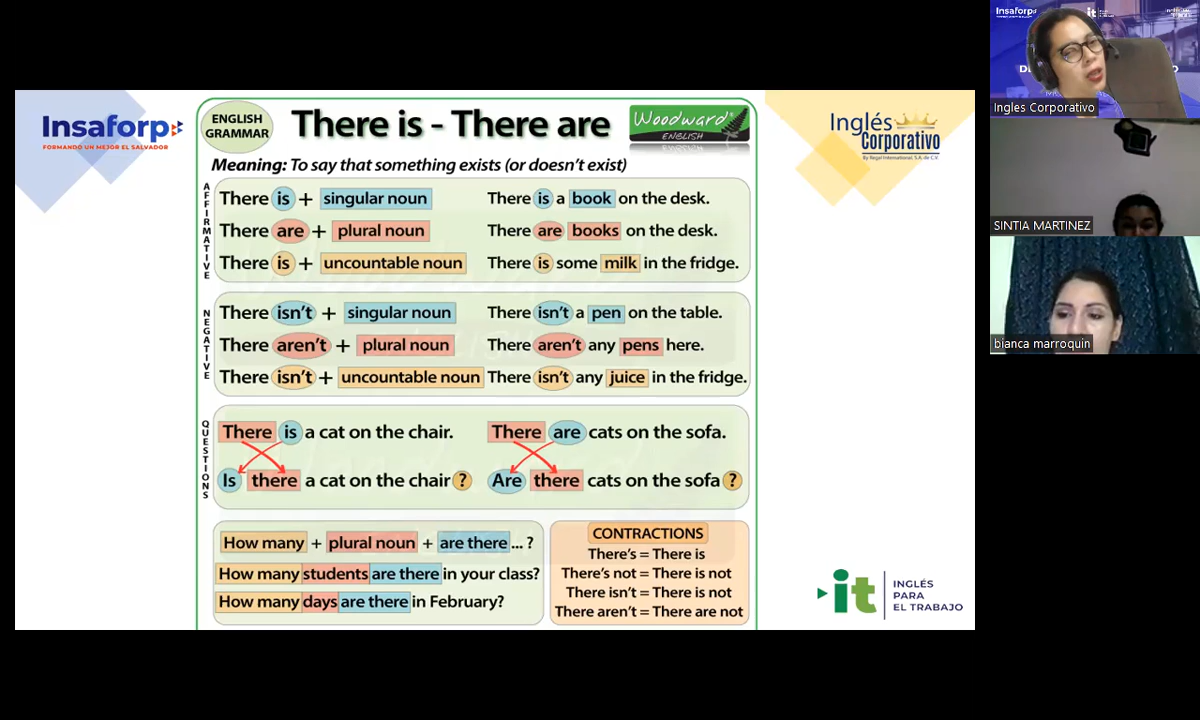 Insaforp
FORMANDO UN MEJOR EL SALVADOR
ENGLISH
GRAMMAR
There is - There are
Woodward®
ENGLISH
Inglés
Corporativo
By Regal International, S.A. de C.V.
Meaning: To say that something exists (or doesn't exist)
AFFIRMATIVE
There is + singular noun
There is a book on the desk.
There are + plural noun
There are books on the desk.
There is + uncountable noun
There is some milk in the fridge.
NEGATIVE
There isn't + singular noun
There isn't a pen on the table.
There aren't + plural noun
There aren't any pens here.
There isn't + uncountable noun
There isn't any juice in the fridge.
QUESTIONS
There is a cat on the chair.
Is there a cat on the chair ?
There are cats on the sofa.
Are there cats on the sofa ?
How many + plural noun + are there ... ?
How many students are there in your class?
How many days are there in February?
CONTRACTIONS
There's = There is
There's not = There is not
There isn't = There is not
There aren't = There are not
it
INGLÉS
PARA
EL TRABAJO
Insaforp
it
Ingles Corporativo
SINTIA MARTINEZ
bianca marroquin